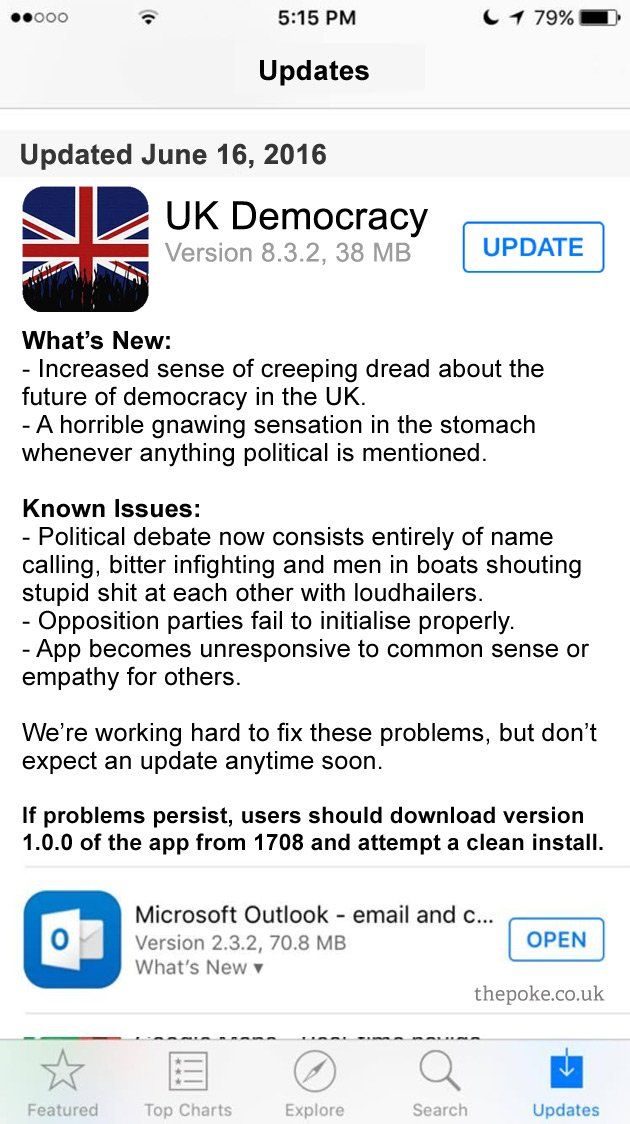 5:15 PM
79%
Updates
Updated June 16, 2016
UK Democracy
Version 8.3.2, 38 MB
UPDATE
What’s New:
- Increased sense of creeping dread about the
future of democracy in the UK.
- A horrible gnawing sensation in the stomach
whenever anything political is mentioned.
Known Issues:
- Political debate now consists entirely of name
calling, bitter infighting and men in boats shouting
stupid shit at each other with loudhailers.
- Opposition parties fail to initialise properly.
- App becomes unresponsive to common sense or
empathy for others.
We’re working hard to fix these problems, but don’t
expect an update anytime soon.
If problems persist, users should download version
1.0.0 of the app from 1708 and attempt a clean install.
Microsoft Outlook - email and c...
Version 2.3.2, 70.8 MB
What’s New ▾
OPEN
thepoke.co.uk
Featured
Top Charts
Explore
Search
Updates